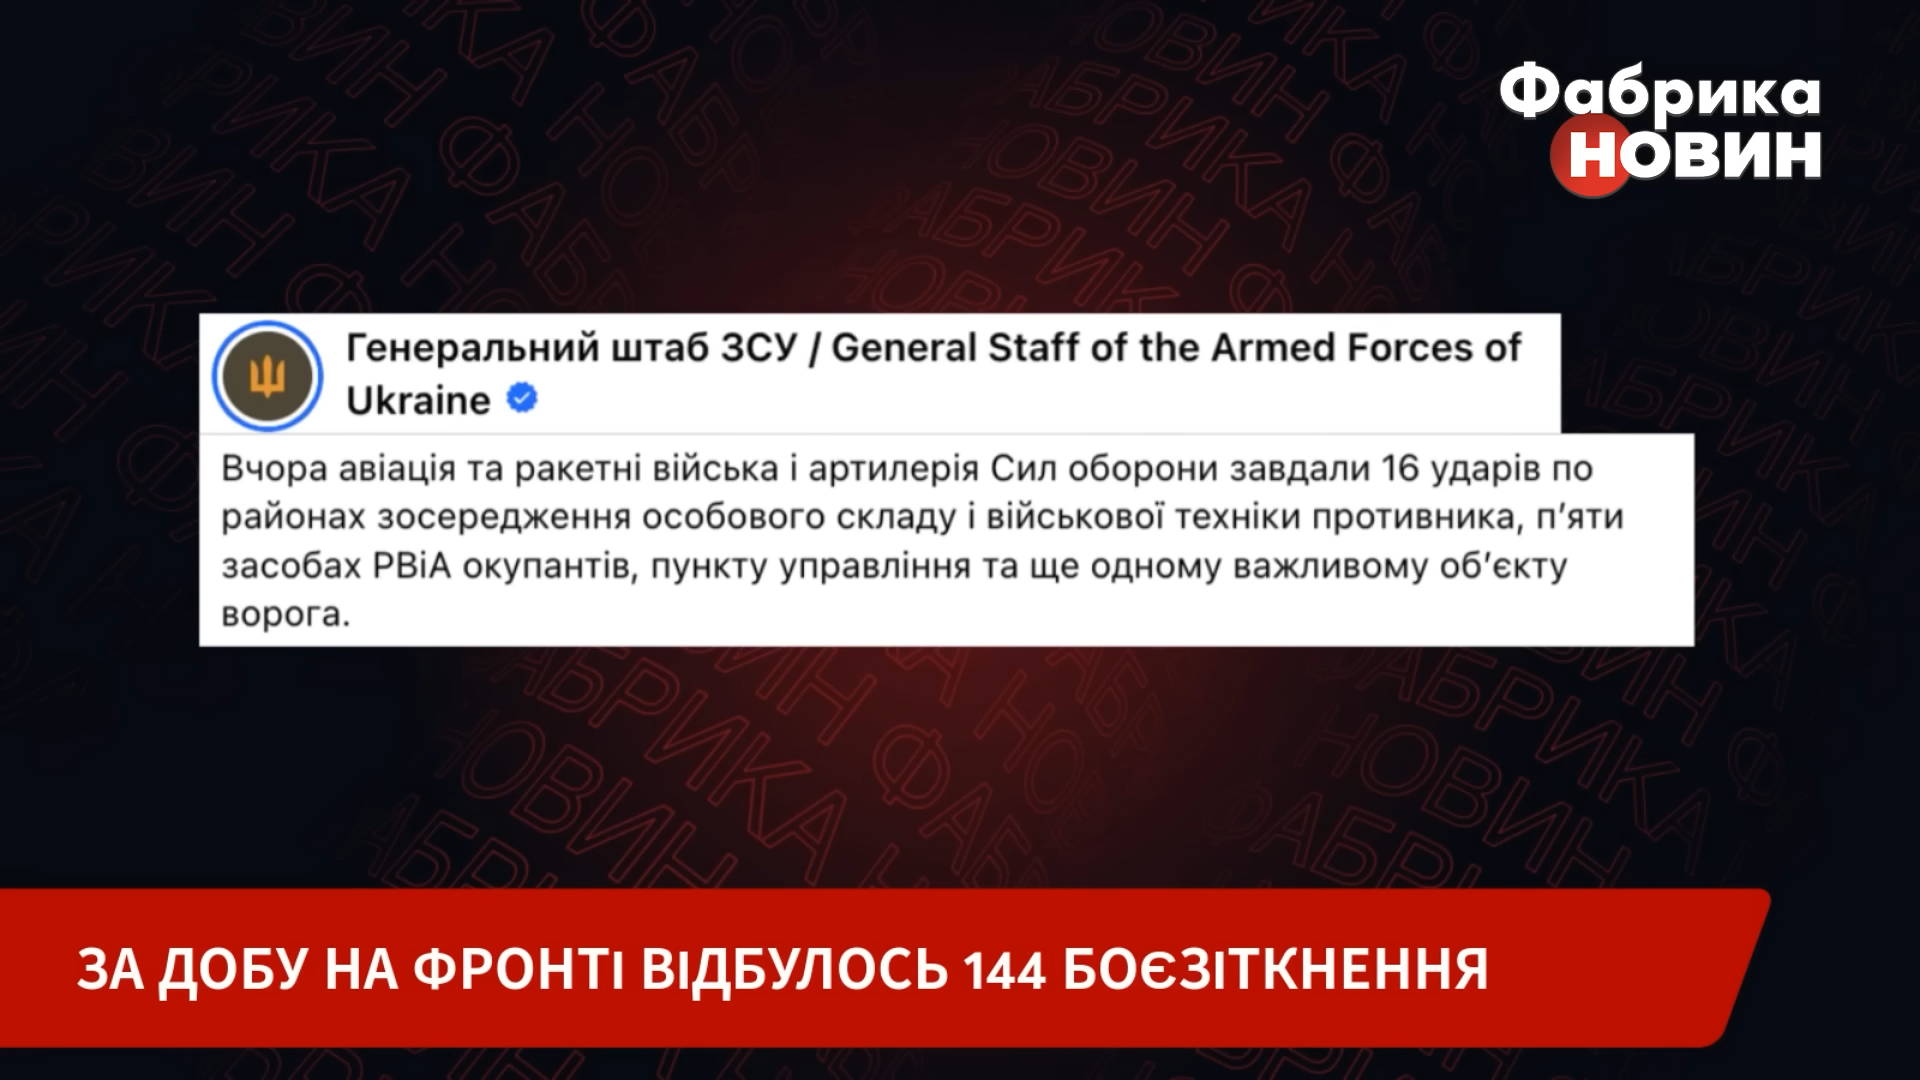 Фабрика
новин
Генеральний штаб ЗСУ / General Staff of the Armed Forces of
Ukraine
Вчора авіація та ракетні війська і артилерія Сил оборони завдали 16 ударів по
районах зосередження особового складу і військової техніки противника, п’яти
засобах РВіА окупантів, пункту управління та ще одному важливому об’єкту
ворога.
ЗА ДОБУ НА ФРОНТІ ВІДБУЛОСЬ 144 БОЄЗІТКНЕННЯ